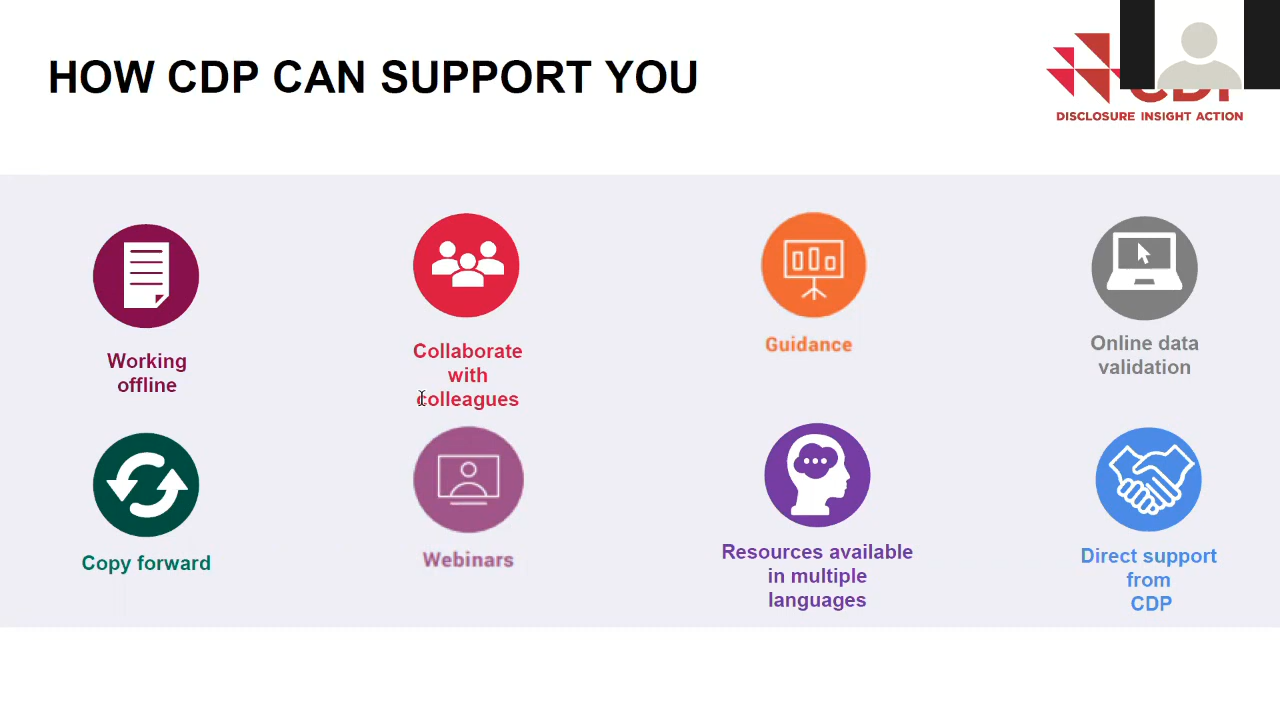 HOW CDP CAN SUPPORT YOU
DISCLOSURE INSIGHT ACTION
Working
offline
Collaborate
with
colleagues
Guidance
Online data
validation
Copy forward
Webinars
Resources available
in multiple
languages
Direct support
from
CDP